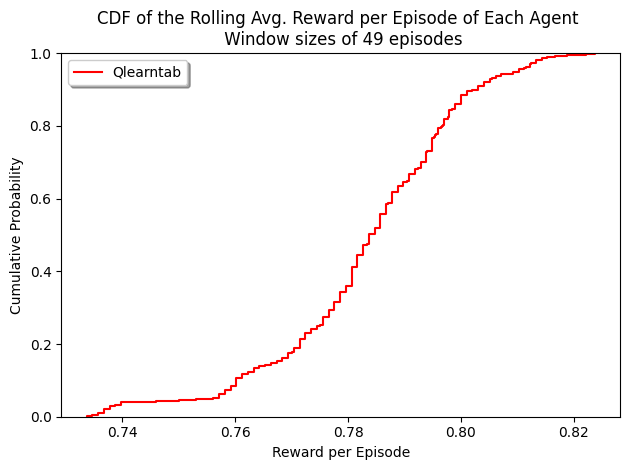 CDF of the Rolling Avg. Reward per Episode of Each Agent
Window sizes of 49 episodes
Qlearntab
1.0
0.8
0.6
0.4
0.2
0.0
Cumulative Probability
0.74 0.76 0.78 0.80 0.82
Reward per Episode